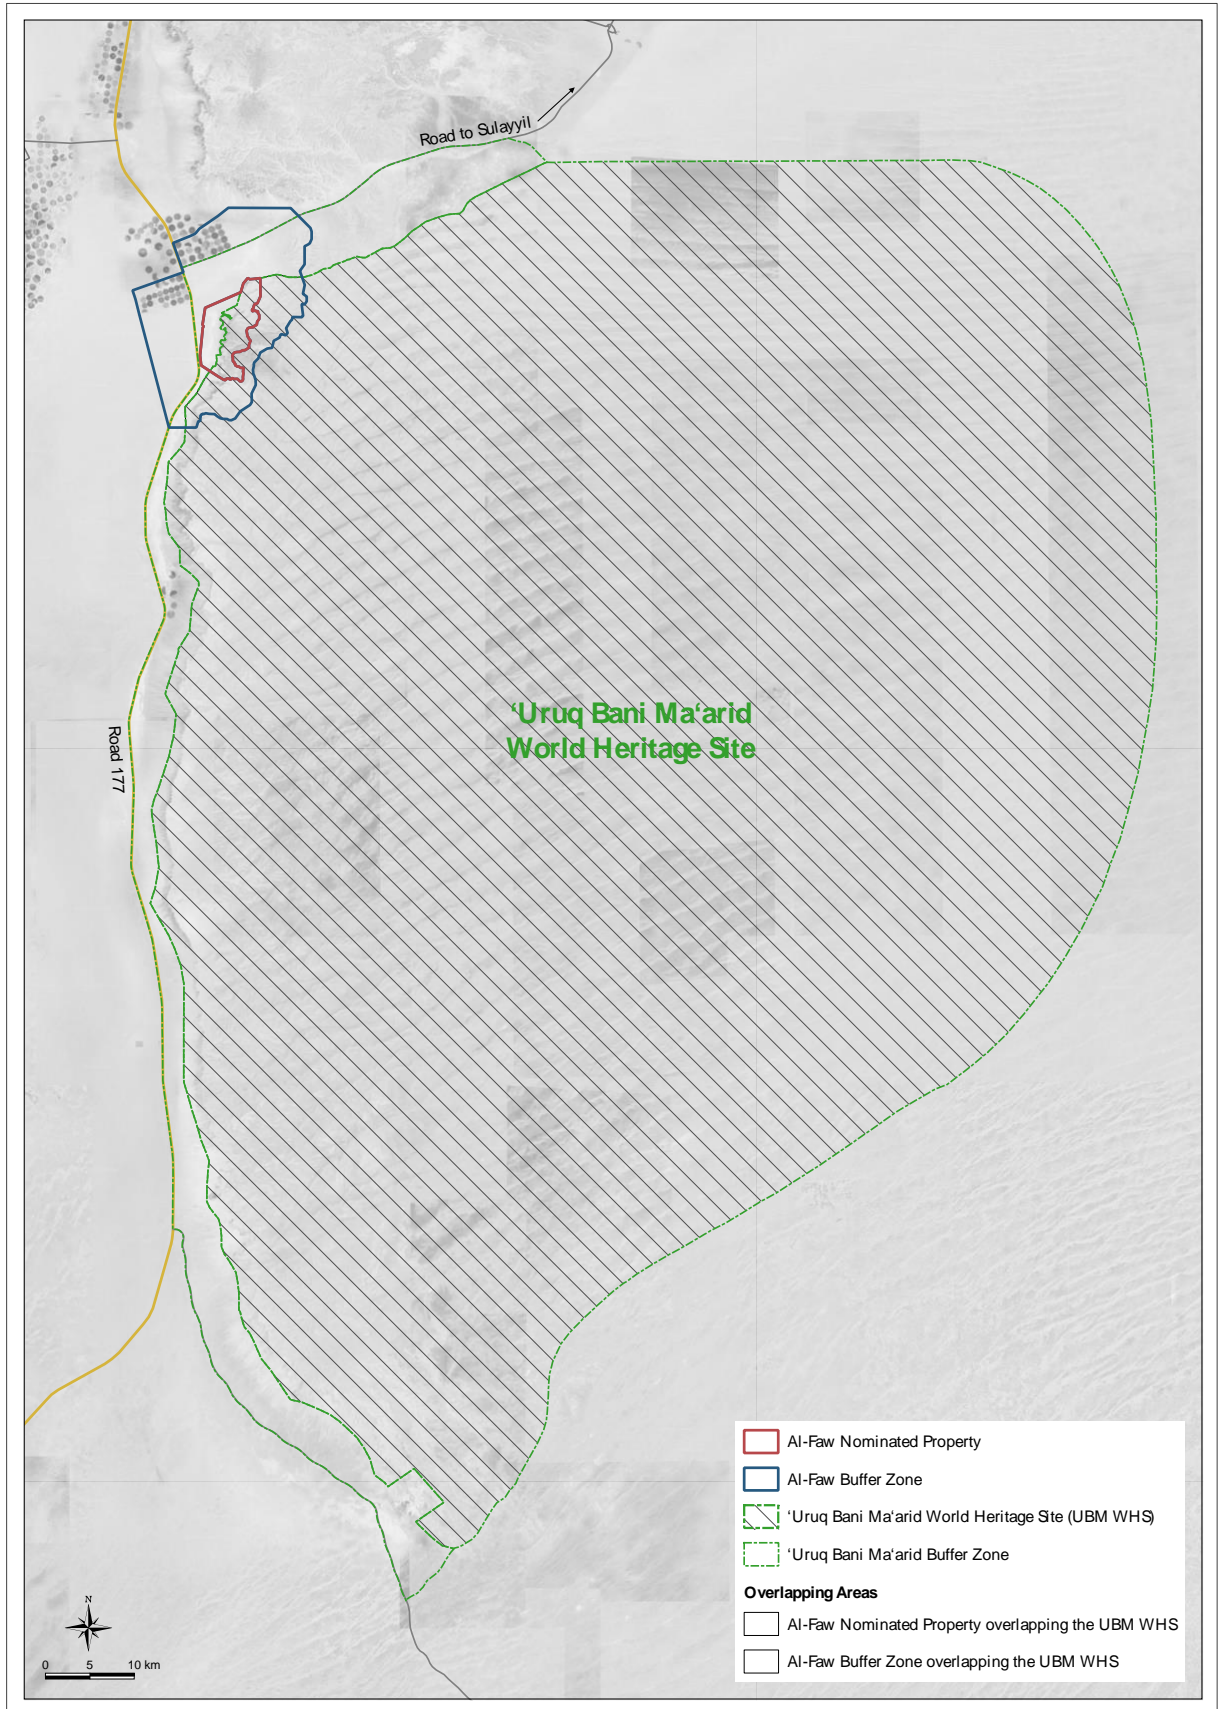 Road to Sulayyil
'Uruq Bani Ma'arid
World Heritage Site
Road 177
Al-Faw Nominated Property
Al-Faw Buffer Zone
'Uruq Bani Ma'arid World Heritage Site (UBM WHS)
'Uruq Bani Ma'arid Buffer Zone
Overlapping Areas
Al-Faw Nominated Property overlapping the UBM WHS
Al-Faw Buffer Zone overlapping the UBM WHS
N
0 5 10 km